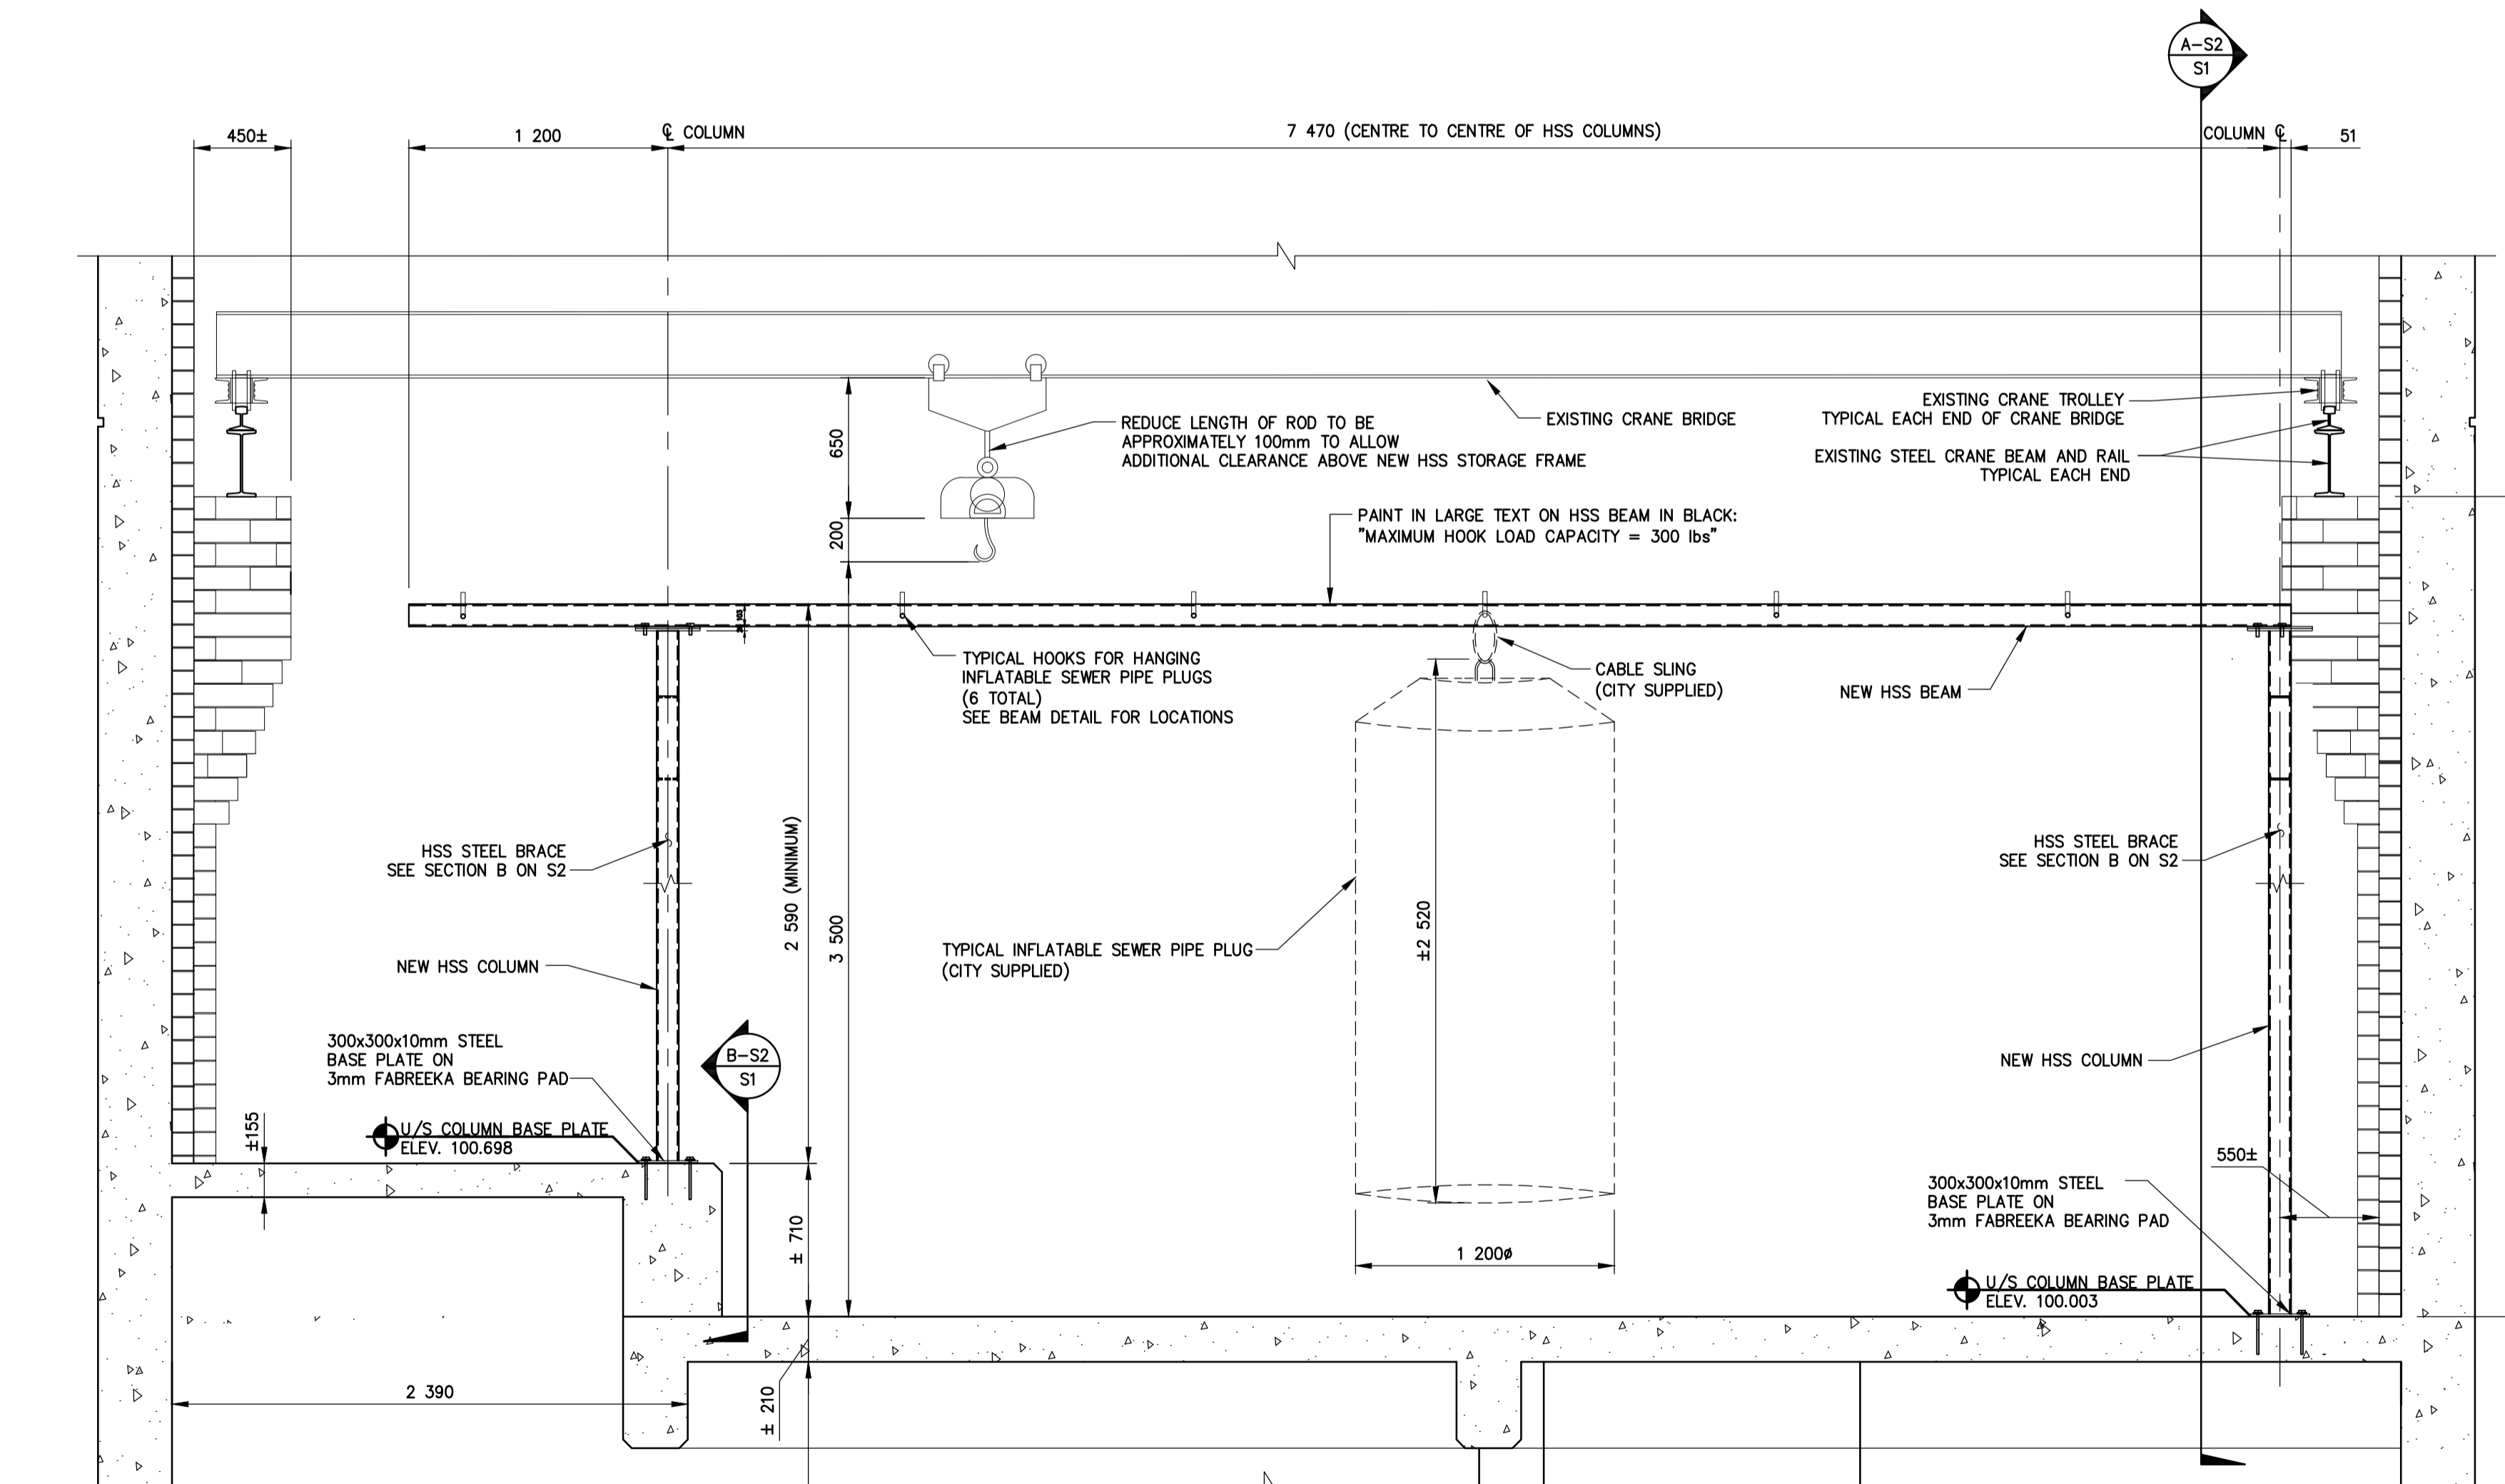 A-S2
S1
450±
1 200
℄ COLUMN
7 470 (CENTRE TO CENTRE OF HSS COLUMNS)
COLUMN ℄
51
650
200
REDUCE LENGTH OF ROD TO BE
APPROXIMATELY 100mm TO ALLOW
ADDITIONAL CLEARANCE ABOVE NEW HSS STORAGE FRAME
EXISTING CRANE BRIDGE
EXISTING CRANE TROLLEY
TYPICAL EACH END OF CRANE BRIDGE
EXISTING STEEL CRANE BEAM AND RAIL
TYPICAL EACH END
PAINT IN LARGE TEXT ON HSS BEAM IN BLACK:
"MAXIMUM HOOK LOAD CAPACITY = 300 lbs"
TYPICAL HOOKS FOR HANGING
INFLATABLE SEWER PIPE PLUGS
(6 TOTAL)
SEE BEAM DETAIL FOR LOCATIONS
CABLE SLING
(CITY SUPPLIED)
NEW HSS BEAM
HSS STEEL BRACE
SEE SECTION B ON S2
2 590 (MINIMUM)
3 500
±2 520
HSS STEEL BRACE
SEE SECTION B ON S2
TYPICAL INFLATABLE SEWER PIPE PLUG
(CITY SUPPLIED)
NEW HSS COLUMN
300x300x10mm STEEL
BASE PLATE ON
3mm FABREEKA BEARING PAD
B-S2
S1
NEW HSS COLUMN
±155
U/S COLUMN BASE PLATE
ELEV. 100.698
550±
300x300x10mm STEEL
BASE PLATE ON
3mm FABREEKA BEARING PAD
± 710
1 200ø
U/S COLUMN BASE PLATE
ELEV. 100.003
2 390
± 210